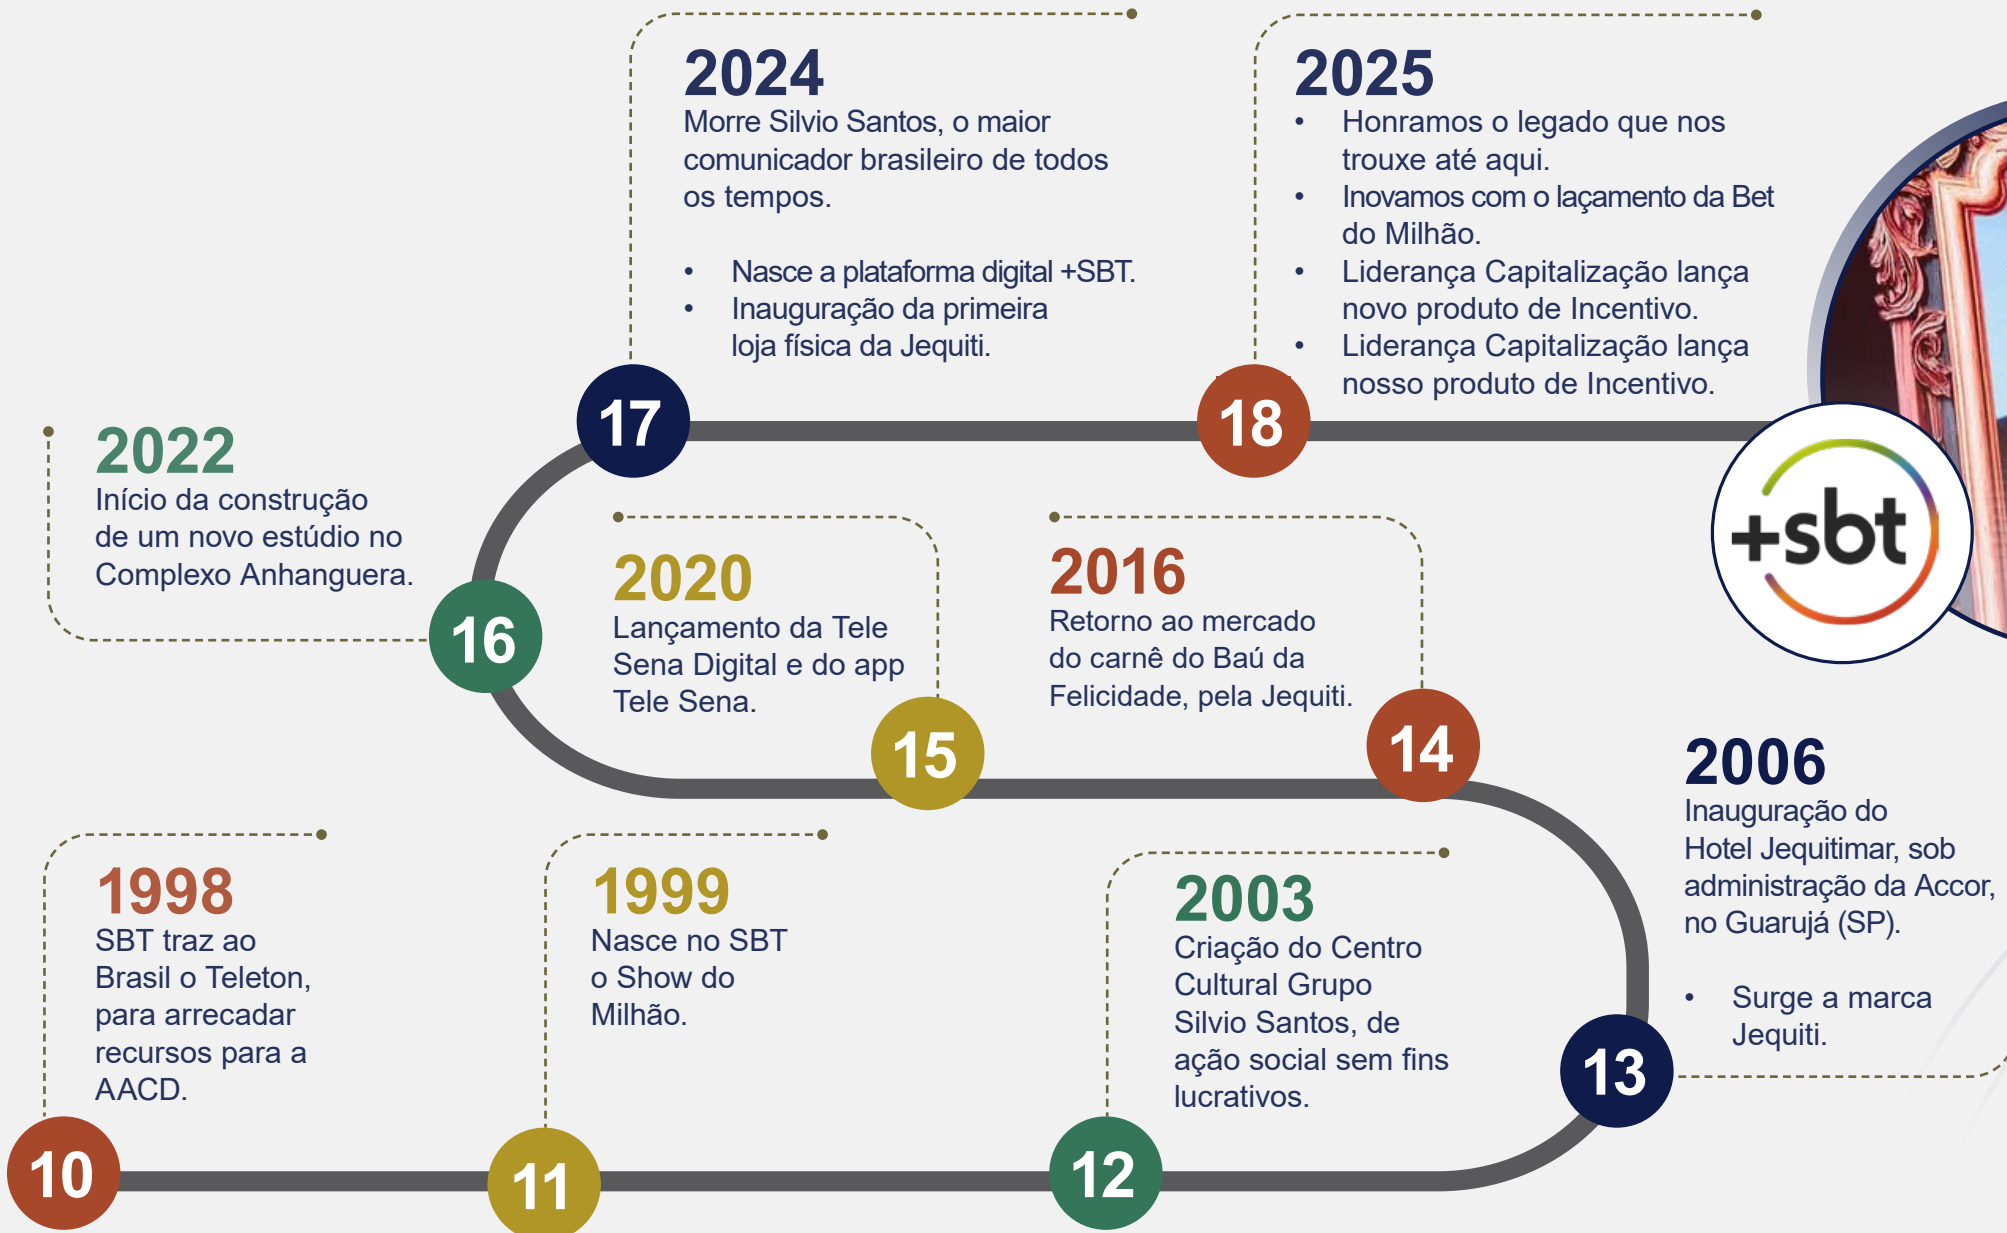 2024
Morre Silvio Santos, o maior
comunicador brasileiro de todos
os tempos.
• Nasce a plataforma digital +SBT.
• Inauguração da primeira
loja física da Jequiti.
17
2025
• Honramos o legado que nos
trouxe até aqui.
• Inovamos com o laçamento da Bet
do Milhão.
• Liderança Capitalização lança
novo produto de Incentivo.
• Liderança Capitalização lança
nosso produto de Incentivo.
18
+sbt
2022
Início da construção
de um novo estúdio no
Complexo Anhanguera.
16
2020
Lançamento da Tele
Sena Digital e do app
Tele Sena.
15
2016
Retorno ao mercado
do carnê do Baú da
Felicidade, pela Jequiti.
14
2006
Inauguração do
Hotel Jequitimar, sob
administração da Accor,
no Guarujá (SP).
• Surge a marca
Jequiti.
13
1998
SBT traz ao
Brasil o Teleton,
para arrecadar
recursos para a
AACD.
10
1999
Nasce no SBT
o Show do
Milhão.
11
2003
Criação do Centro
Cultural Grupo
Silvio Santos, de
ação social sem fins
lucrativos.
12